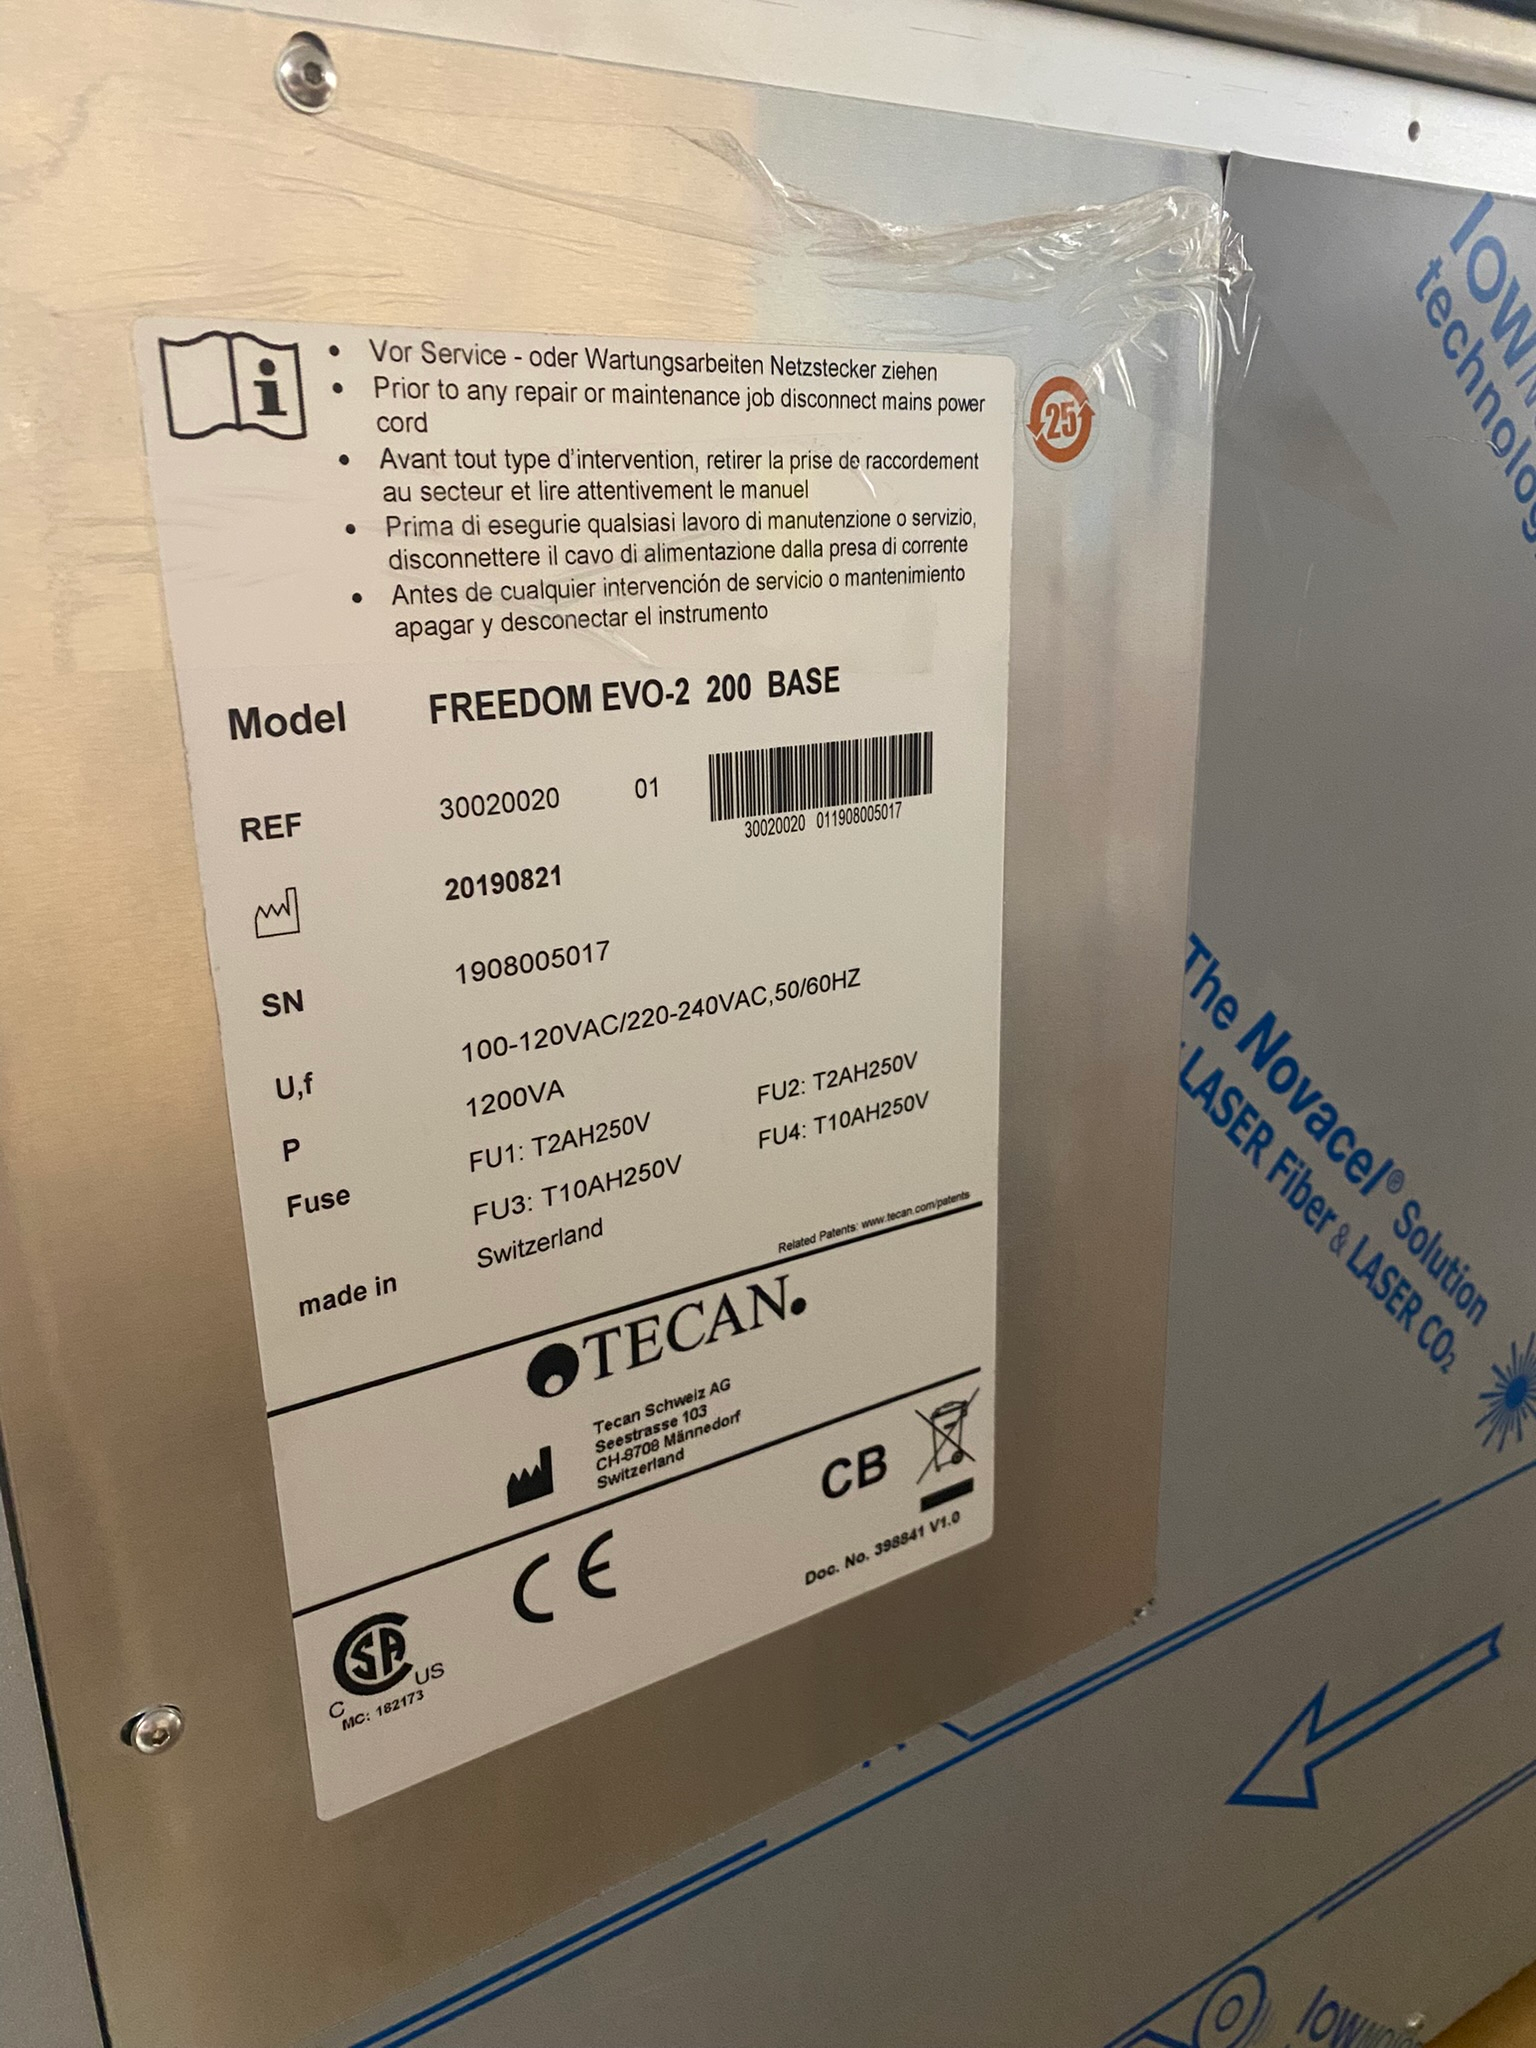 • Vor Service - oder Wartungsarbeiten Netzstecker ziehen
• Prior to any repair or maintenance job disconnect mains power
cord
• Avant tout type d'intervention, retirer la prise de raccordement
au secteur et lire attentivement le manuel
• Prima di esegurie qualsiasi lavoro di manutenzione o servizio,
disconnettere il cavo di alimentazione dalla presa di corrente
• Antes de cualquier intervención de servicio o mantenimiento
apagar y desconectar el instrumento
25
Model FREEDOM EVO-2 200 BASE
REF 30020020 01
30020020 011908005017
20190821
SN 1908005017
U,f 100-120VAC/220-240VAC,50/60HZ
P 1200VA
Fuse FU1: T2AH250V FU2: T2AH250V
FU3: T10AH250V FU4: T10AH250V
made in Switzerland
Related Patents: www.tecan.com/patents
TECAN.
Tecan Schweiz AG
Seestrasse 103
CH-8708 Männedorf
Switzerland
CB
CE
Doc. No. 398841 V1.0
CSA
C US
MC: 182173
The Novacel® Solution
LASER Fiber & LASER CO2